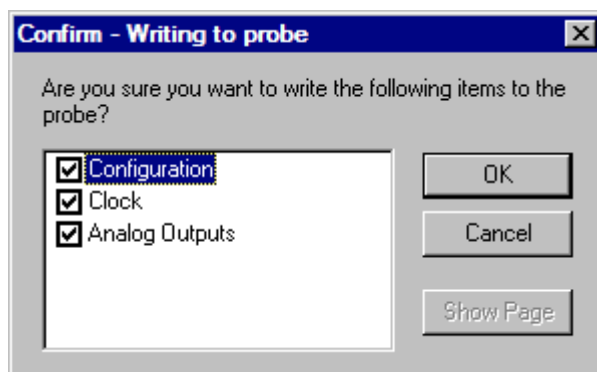 Confirm - Writing to probe
Are you sure you want to write the following items to the
probe?
Configuration
Clock
Analog Outputs
OK
Cancel
Show Page